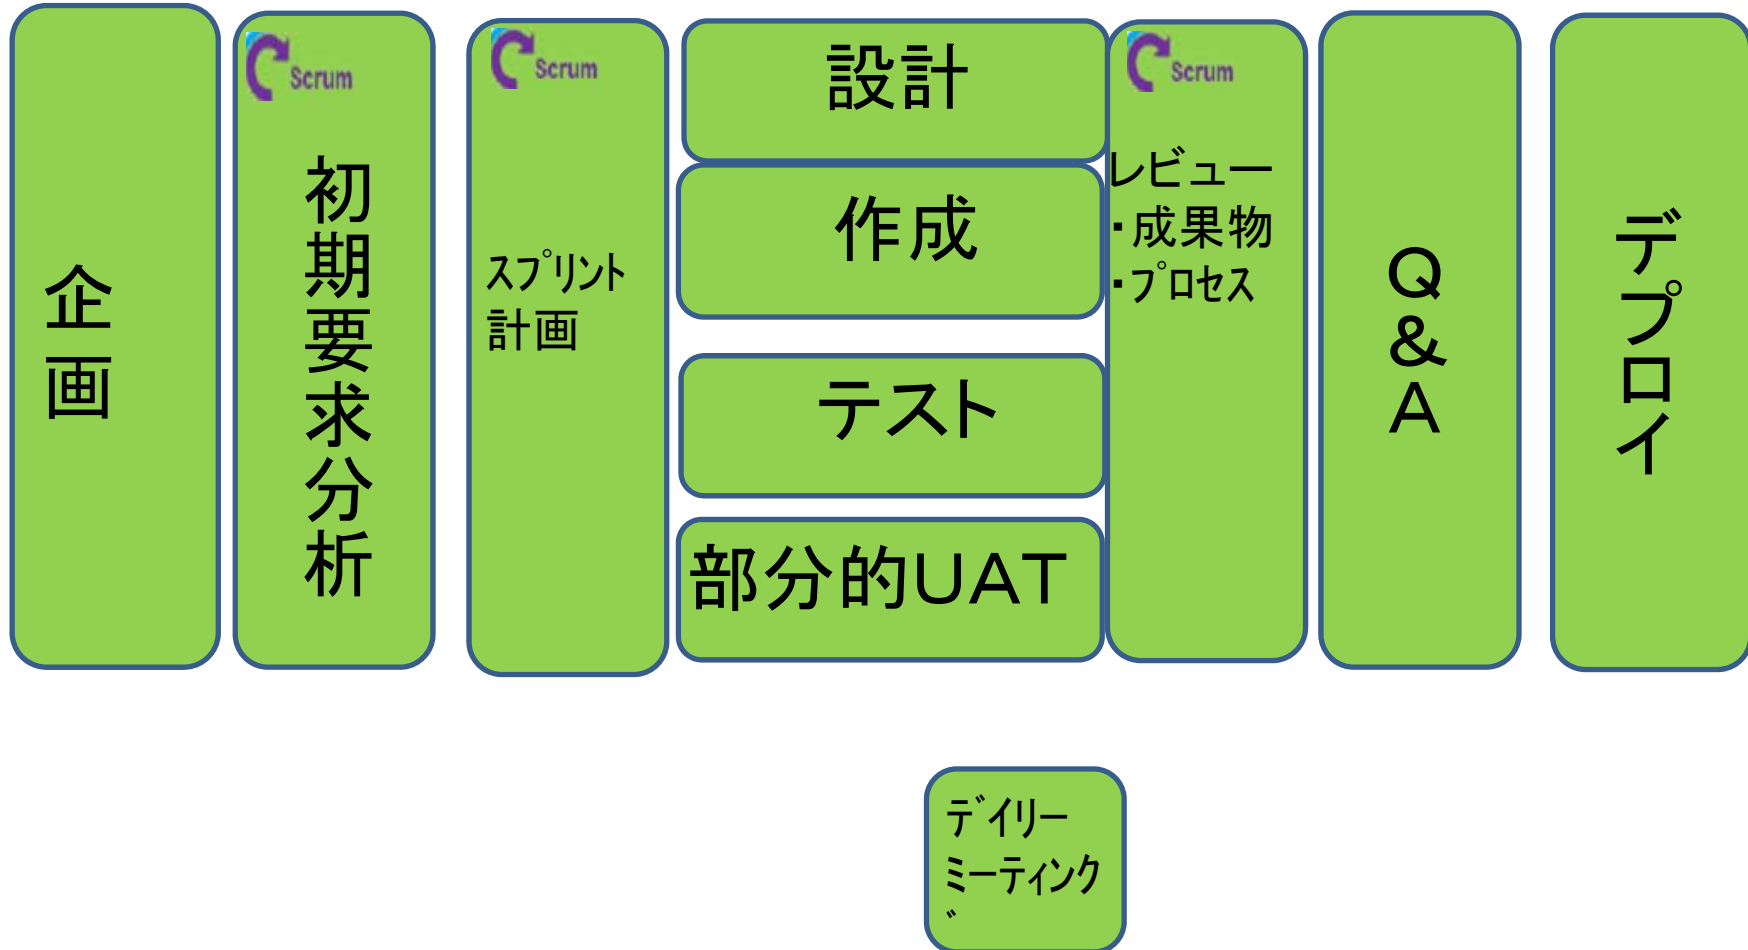 企画
Scrum
初期要求分析
Scrum
スプリント
計画
設計
作成
テスト
部分的UAT
Scrum
レビュー
・成果物
・プロセス
Q&A
デプロイ
デイリー
ミーティング